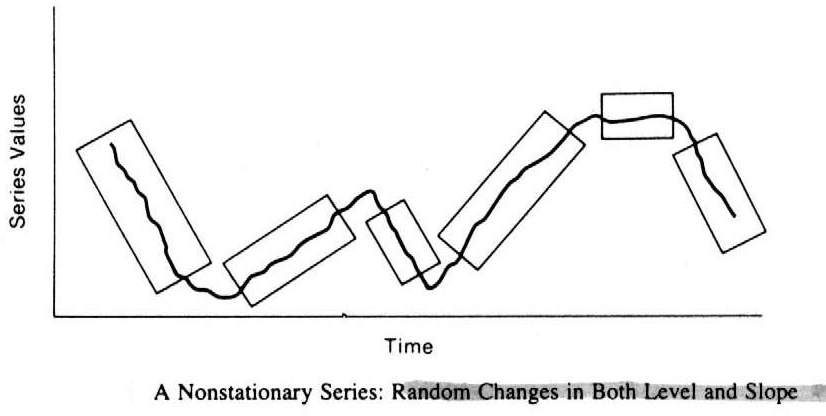 Series Values
Time
A Nonstationary Series: Random Changes in Both Level and Slope